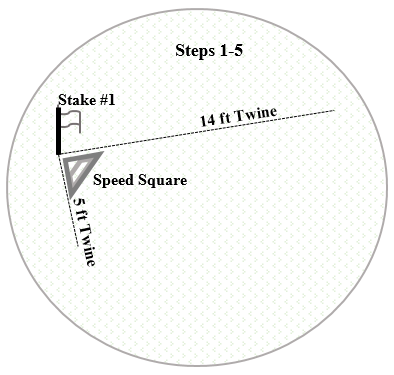 Steps 1-5
Stake #1
14 ft Twine
Speed Square
5 ft Twine